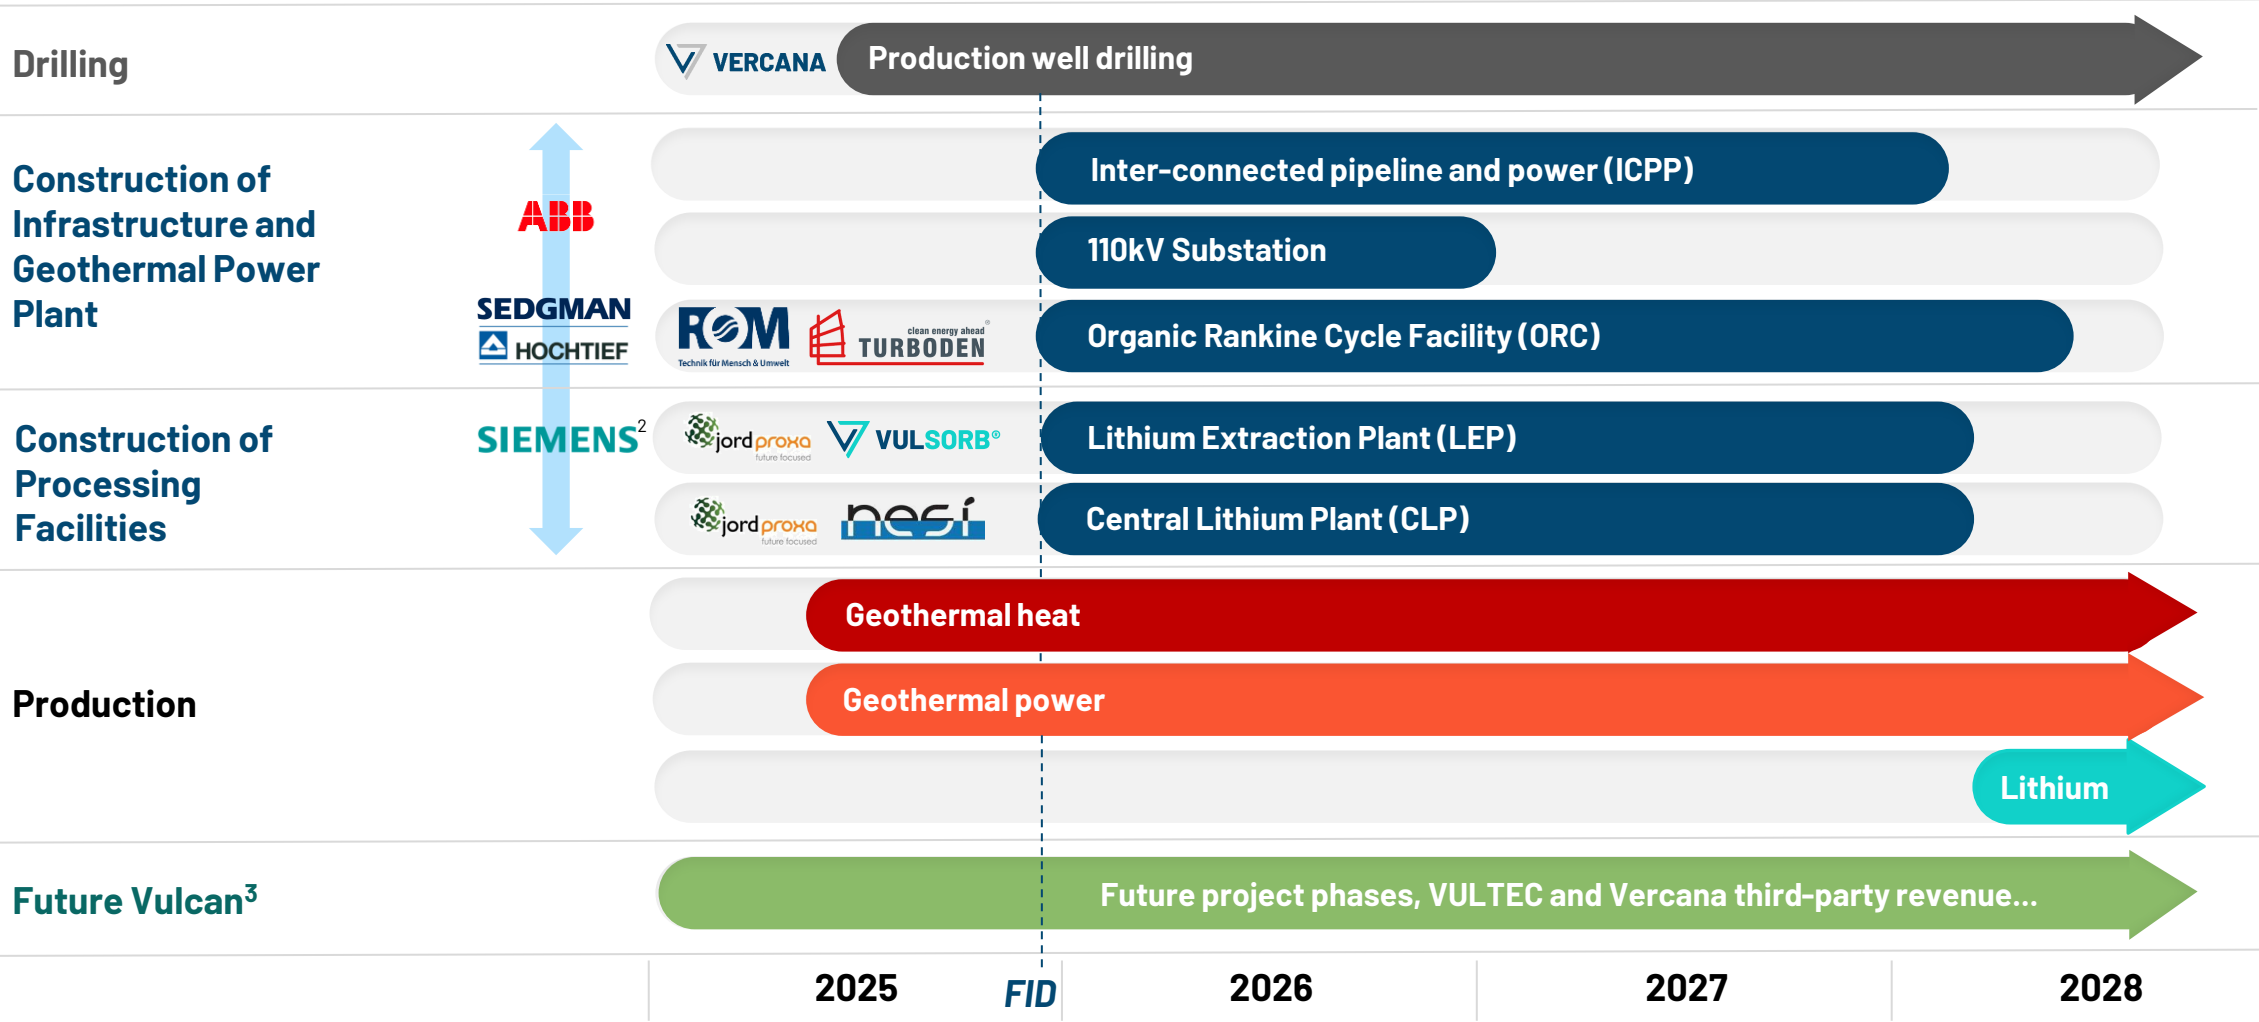 Drilling
VERCANA
Production well drilling
Construction of
Infrastructure and
Geothermal Power
Plant
ABB
SEDGMAN
HOCHTIEF
Inter-connected pipeline and power (ICPP)
110kV Substation
ROM
Technik für Mensch & Umwelt
clean energy ahead
TURBODEN®
Organic Rankine Cycle Facility (ORC)
Construction of
Processing
Facilities
SIEMENS²
jord proxa
future focused
VULSORB®
Lithium Extraction Plant (LEP)
jord proxa
future focused
nesi
Central Lithium Plant (CLP)
Production
Geothermal heat
Geothermal power
Lithium
Future Vulcan³
Future project phases, VULTEC and Vercana third-party revenue...
2025
FID
2026
2027
2028